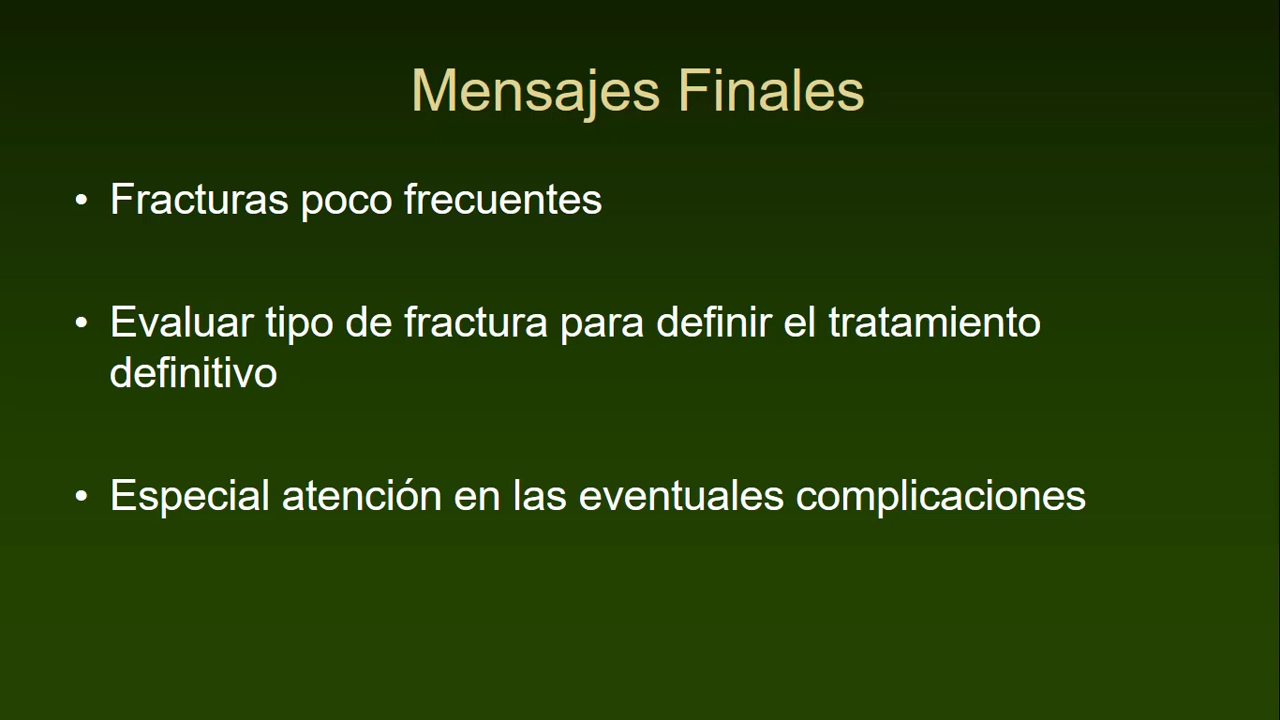 Mensajes Finales
• Fracturas poco frecuentes
• Evaluar tipo de fractura para definir el tratamiento
definitivo
• Especial atención en las eventuales complicaciones